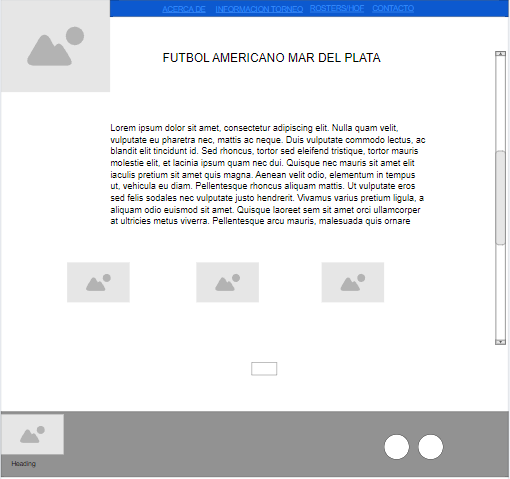 ACERCA DE INFORMACION TORNEO ROSTERS/HOF CONTACTO
FUTBOL AMERICANO MAR DEL PLATA
Lorem ipsum dolor sit amet, consectetur adipiscing elit. Nulla quam velit,
vulputate eu pharetra nec, mattis ac neque. Duis vulputate commodo lectus, ac
blandit elit tincidunt id. Sed rhoncus, tortor sed eleifend tristique, tortor mauris
molestie elit, et lacinia ipsum quam nec dui. Quisque nec mauris sit amet elit
iaculis pretium sit amet quis magna. Aenean velit odio, elementum in tempus
ut, vehicula eu diam. Pellentesque rhoncus aliquam mattis. Ut vulputate eros
sed felis sodales nec vulputate justo hendrerit. Vivamus varius pretium ligula, a
aliquam odio euismod sit amet. Quisque laoreet sem sit amet orci ullamcorper
at ultricies metus viverra. Pellentesque arcu mauris, malesuada quis ornare
Heading